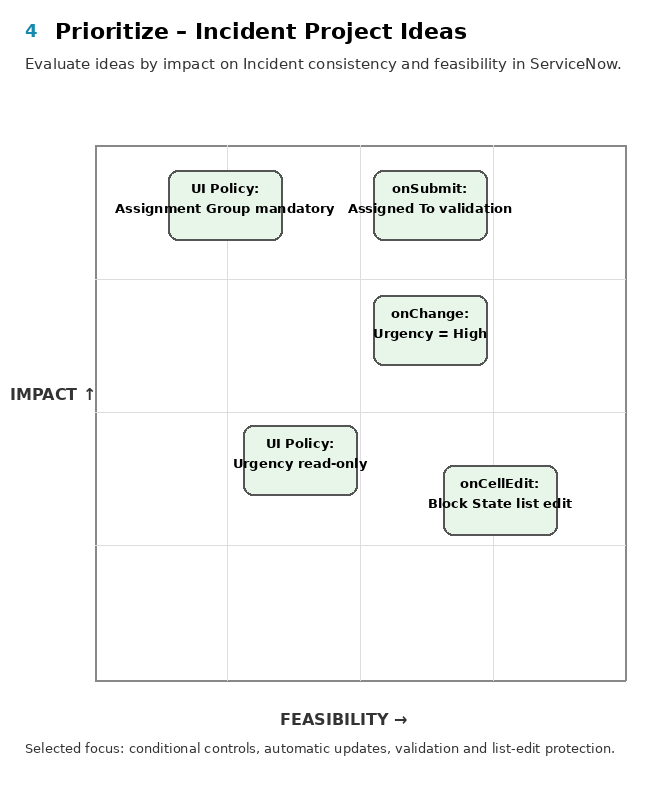 4 Prioritize – Incident Project Ideas
Evaluate ideas by impact on Incident consistency and feasibility in ServiceNow.
UI Policy:
Assignment Group mandatory
onSubmit:
Assigned To validation
onChange:
Urgency = High
IMPACT ↑
UI Policy:
Urgency read-only
onCellEdit:
Block State list edit
FEASIBILITY →
Selected focus: conditional controls, automatic updates, validation and list-edit protection.